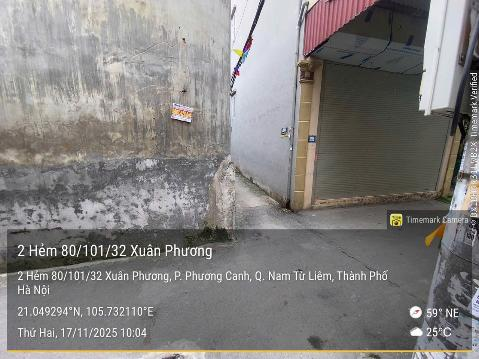 2 Hẻm 80/101/32 Xuân Phương
2 Hẻm 80/101/32 Xuân Phương, P. Phương Canh, Q. Nam Từ Liêm, Thành Phố
Hà Nội
21.049294°N, 105.732110°E
Thứ Hai, 17/11/2025 10:04
Timemark Camera
59° NE
25°C
Timemark Verified